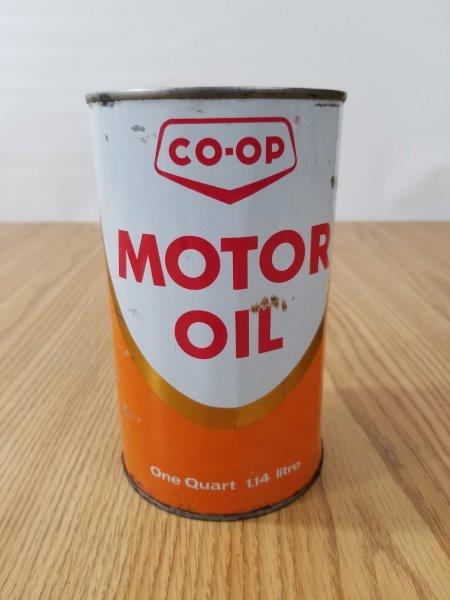 CO-OP ®
MOTOR
OIL
One Quart 1.14 litre